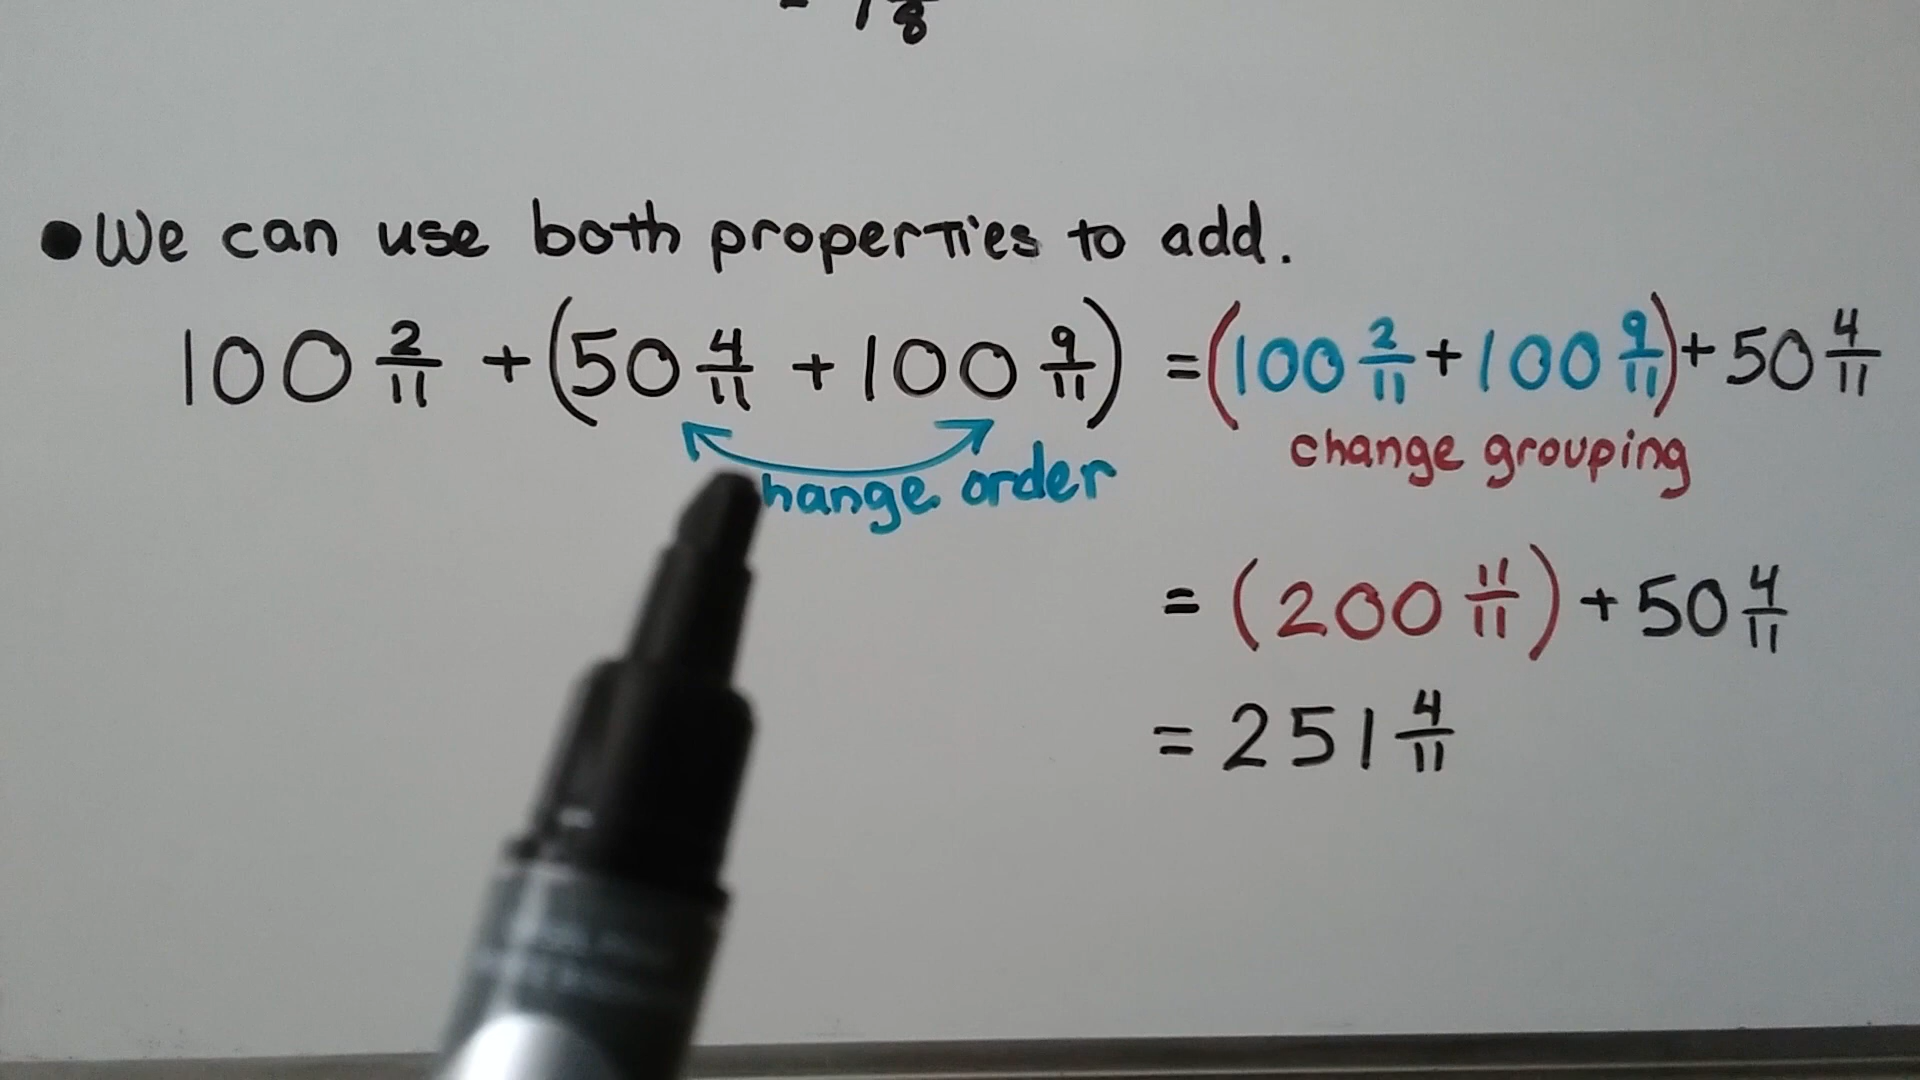 • We can use both properties to add.
100 2/11 + (50 4/11 + 100 9/11) = (100 2/11 + 100 9/11) + 50 4/11
order
change grouping
= (200 11/11) + 50 4/11
= 251 4/11